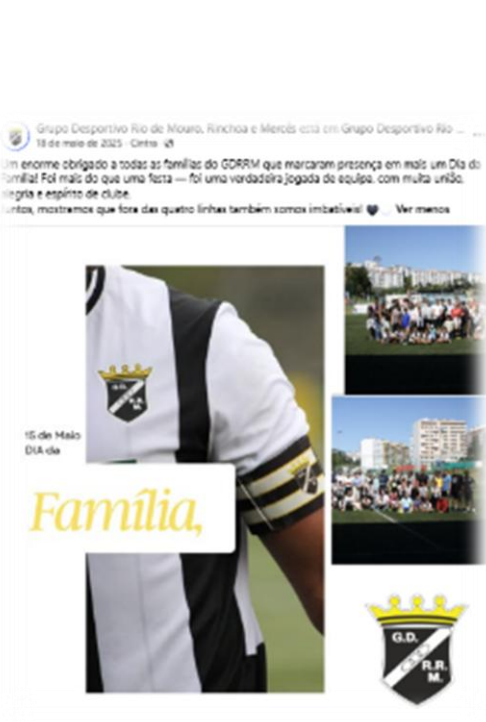 Grupo Desportivo Rio de Mouro, Rinchoa e Mercês está em Grupo Desportivo Rio ...
18 de maio de 2025 · Cintra ·
Um enorme obrigado a todas as famílias do GDRRM que marcaram presença em mais um Dia da
Família! Foi mais do que uma festa — foi uma verdadeira jogada de equipa, com muita união,
alegria e espírito de clube.
Juntos, mostramos que fora das quatro linhas também somos imbatíveis! Ver menos
G.D.
R.R.
M.
15 de Maio
DIA da
Família,
G.D.
R.R.
M.